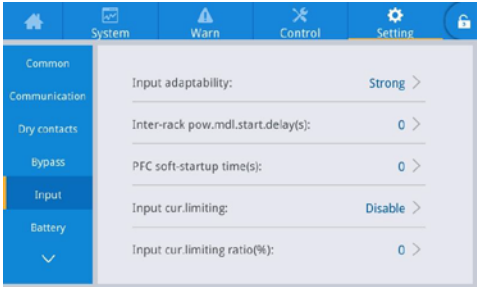 System Warn Control Setting
Common
Communication
Dry contacts
Bypass
Input
Battery
Input adaptability: Strong
Inter-rack pow.mdl.start.delay(s): 0
PFC soft-startup time(s): 0
Input cur.limiting: Disable
Input cur.limiting ratio(%): 0